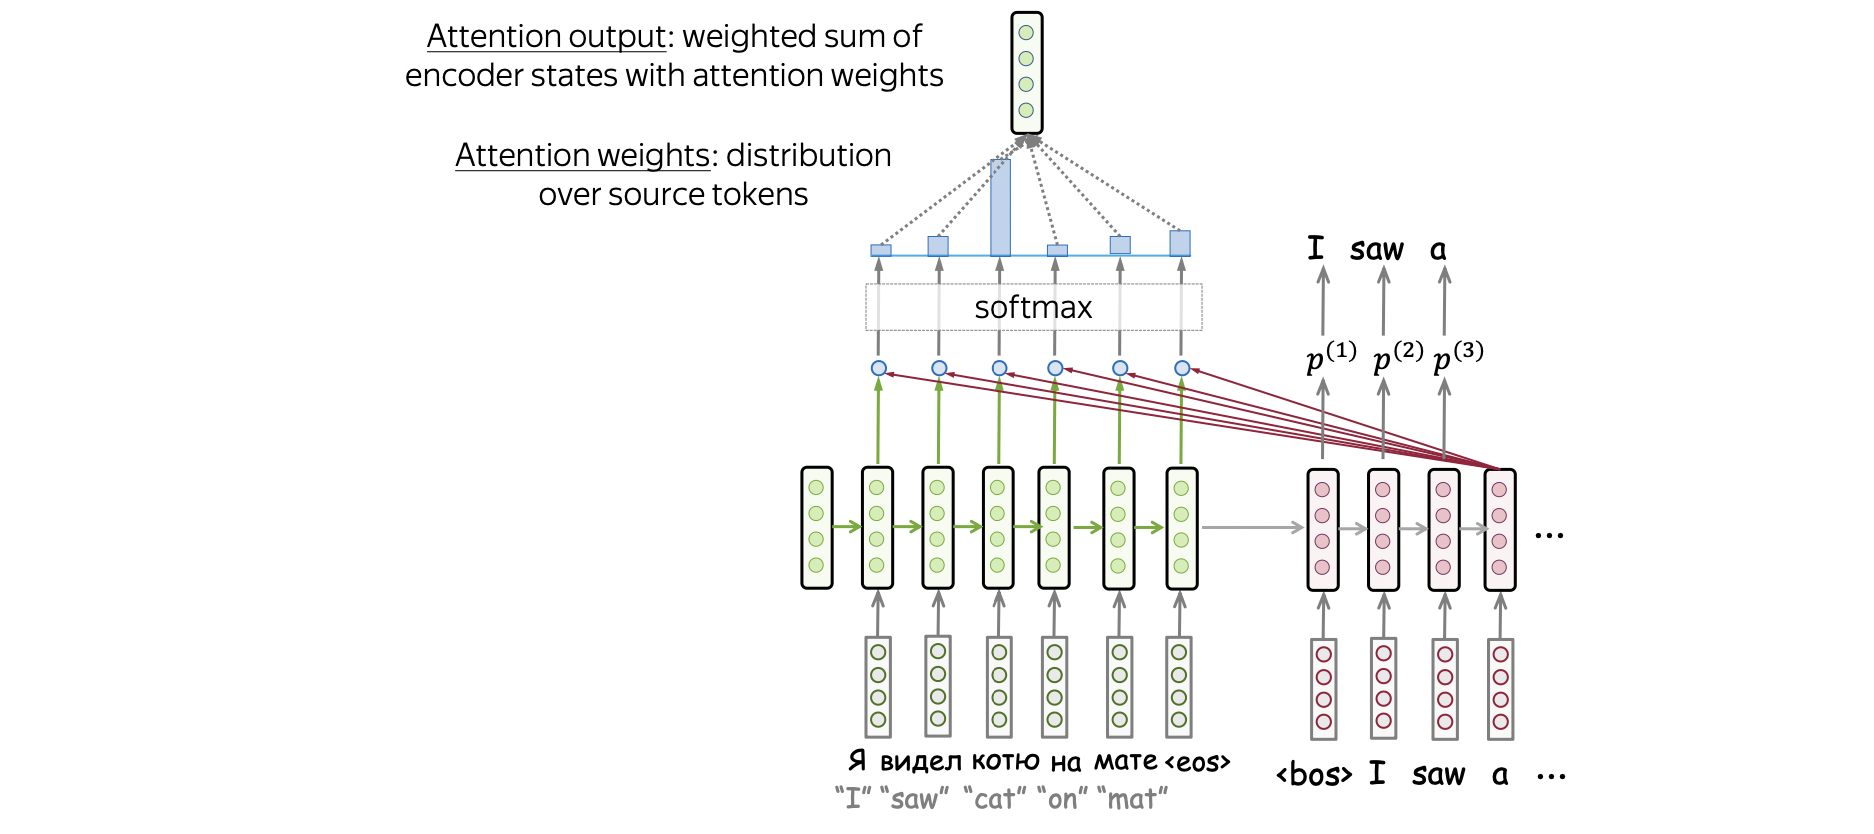 Attention output: weighted sum of
encoder states with attention weights
Attention weights: distribution
over source tokens
I saw a
softmax
p(1) p(2) p(3)
...
Я видел котю на мате <eos>
“I” “saw” “cat” “on” “mat”
<bos> I saw a ...